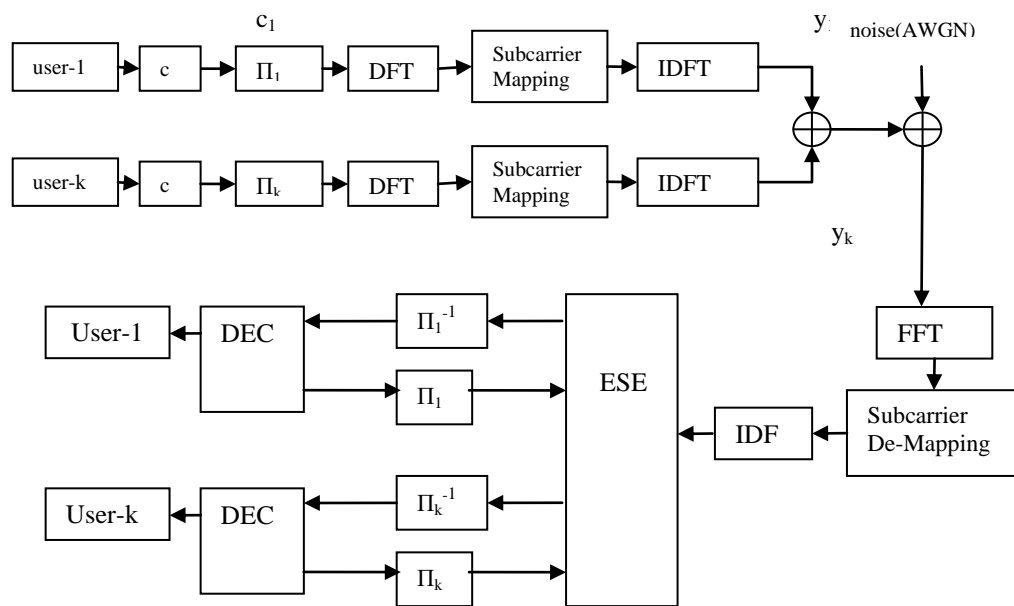 c₁
y₁
noise(AWGN)
user-1
c
Π₁
DFT
Subcarrier
Mapping
IDFT
user-k
c
Πₖ
DFT
Subcarrier
Mapping
IDFT
yₖ
User-1
DEC
Π₁⁻¹
Π₁
ESE
FFT
IDF
Subcarrier
De-Mapping
User-k
DEC
Πₖ⁻¹
Πₖ